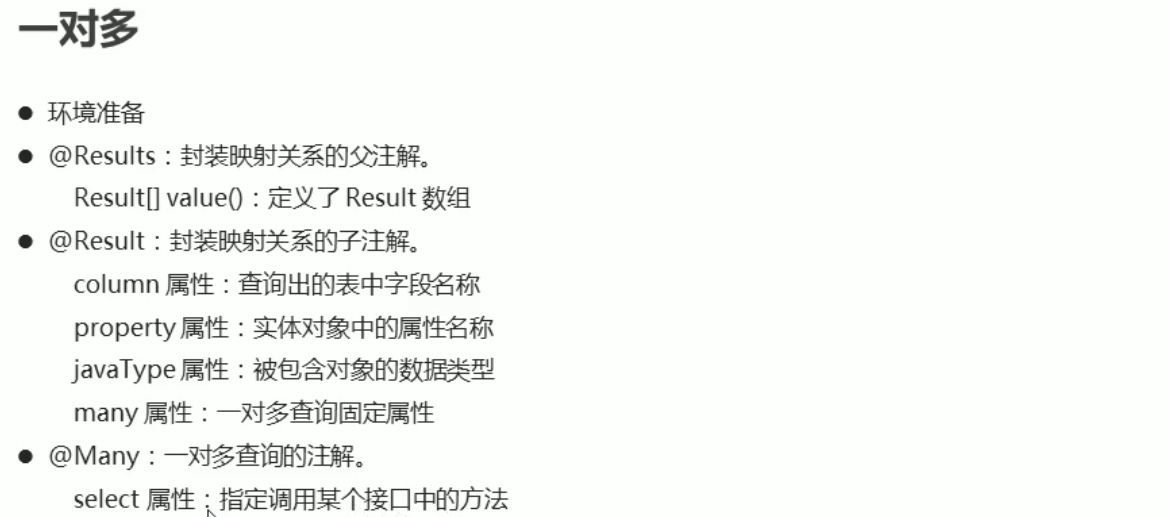 一对多
● 环境准备
● @Results：封装映射关系的父注解。
Result[] value()：定义了 Result 数组
● @Result：封装映射关系的子注解。
column 属性：查询出的表中字段名称
property 属性：实体对象中的属性名称
javaType 属性：被包含对象的数据类型
many 属性：一对多查询固定属性
● @Many：一对多查询的注解。
select 属性：指定调用某个接口中的方法